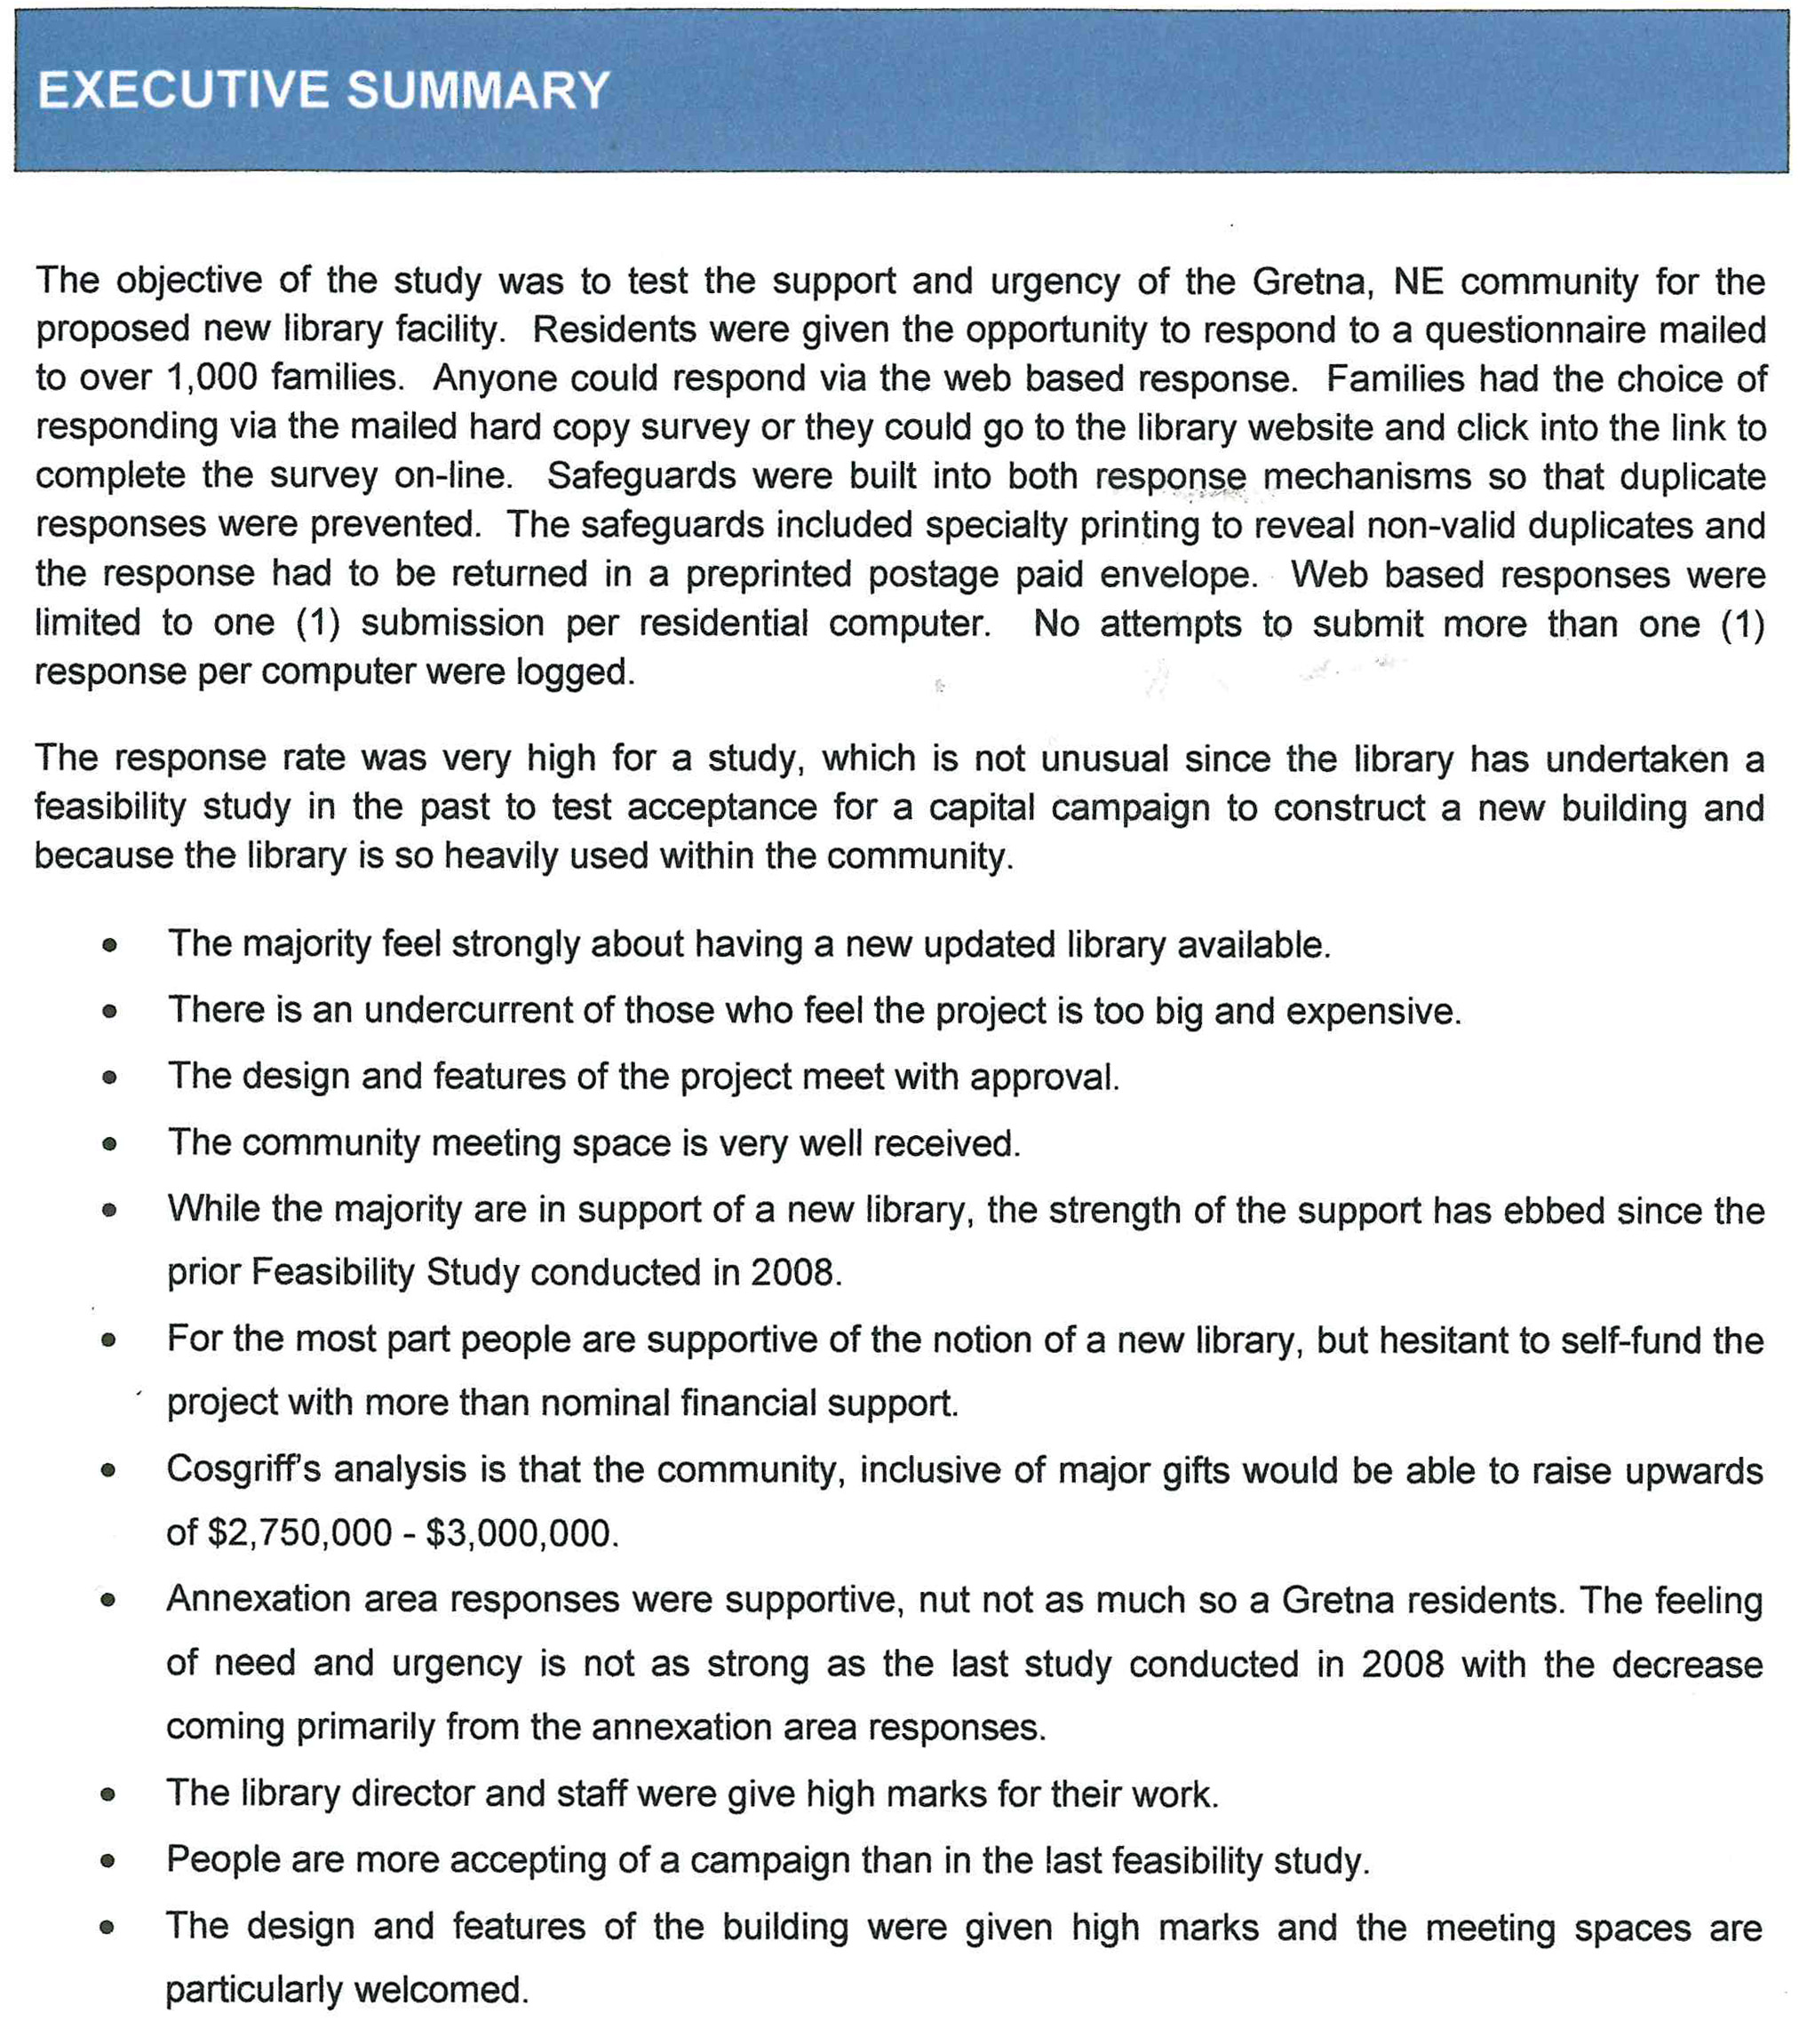 EXECUTIVE SUMMARY
The objective of the study was to test the support and urgency of the Gretna, NE community for the
proposed new library facility. Residents were given the opportunity to respond to a questionnaire mailed
to over 1,000 families. Anyone could respond via the web based response. Families had the choice of
responding via the mailed hard copy survey or they could go to the library website and click into the link to
complete the survey on-line. Safeguards were built into both response mechanisms so that duplicate
responses were prevented. The safeguards included specialty printing to reveal non-valid duplicates and
the response had to be returned in a preprinted postage paid envelope. Web based responses were
limited to one (1) submission per residential computer. No attempts to submit more than one (1)
response per computer were logged.
The response rate was very high for a study, which is not unusual since the library has undertaken a
feasibility study in the past to test acceptance for a capital campaign to construct a new building and
because the library is so heavily used within the community.
• The majority feel strongly about having a new updated library available.
• There is an undercurrent of those who feel the project is too big and expensive.
• The design and features of the project meet with approval.
• The community meeting space is very well received.
• While the majority are in support of a new library, the strength of the support has ebbed since the
prior Feasibility Study conducted in 2008.
• For the most part people are supportive of the notion of a new library, but hesitant to self-fund the
project with more than nominal financial support.
• Cosgriff's analysis is that the community, inclusive of major gifts would be able to raise upwards
of $2,750,000 - $3,000,000.
• Annexation area responses were supportive, nut not as much so a Gretna residents. The feeling
of need and urgency is not as strong as the last study conducted in 2008 with the decrease
coming primarily from the annexation area responses.
• The library director and staff were give high marks for their work.
• People are more accepting of a campaign than in the last feasibility study.
• The design and features of the building were given high marks and the meeting spaces are
particularly welcomed.